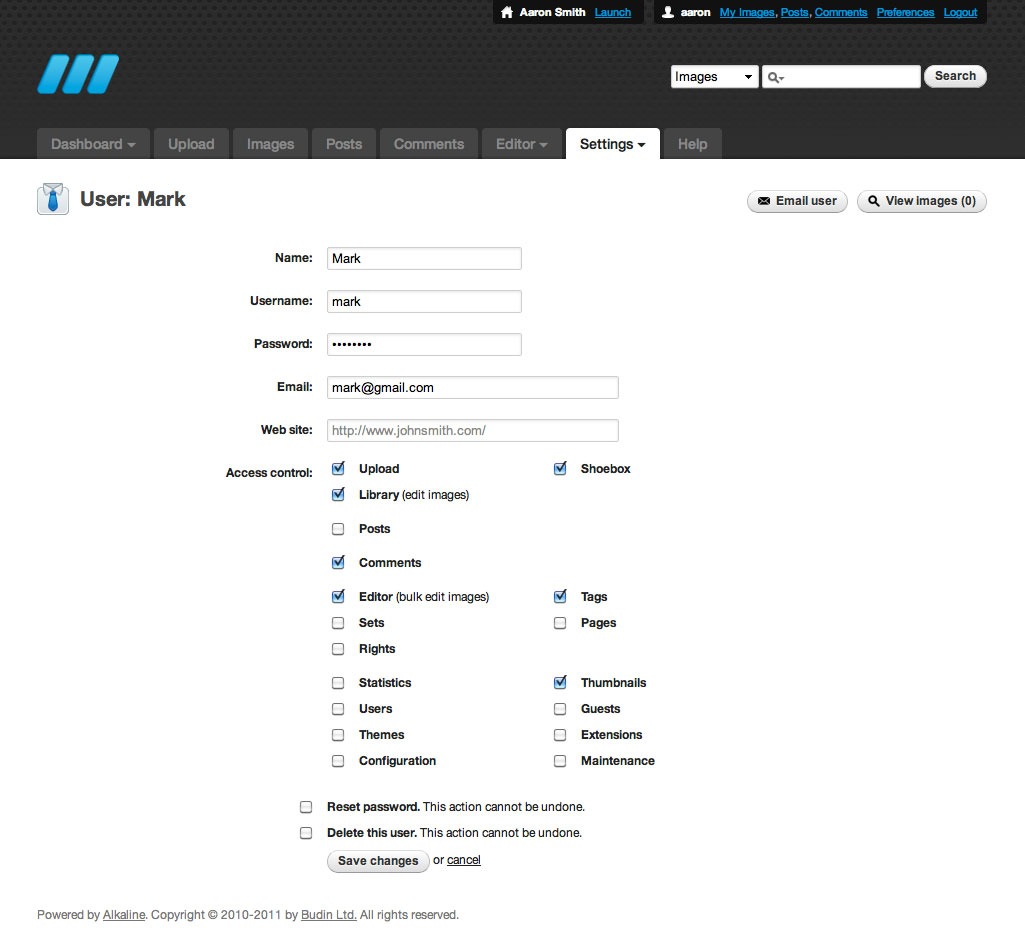 Aaron Smith Launch aaron My Images, Posts, Comments Preferences Logout
Images Search
Dashboard Upload Images Posts Comments Editor Settings Help
User: Mark Email user View images (0)
Name: Mark
Username: mark
Password: ••••••••
Email: mark@gmail.com
Web site: http://www.johnsmith.com/
Access control: Upload Shoebox
Library (edit images)
Posts
Comments
Editor (bulk edit images) Tags
Sets Pages
Rights
Statistics Thumbnails
Users Guests
Themes Extensions
Configuration Maintenance
Reset password. This action cannot be undone.
Delete this user. This action cannot be undone.
Save changes or cancel
Powered by Alkaline. Copyright © 2010-2011 by Budin Ltd. All rights reserved.